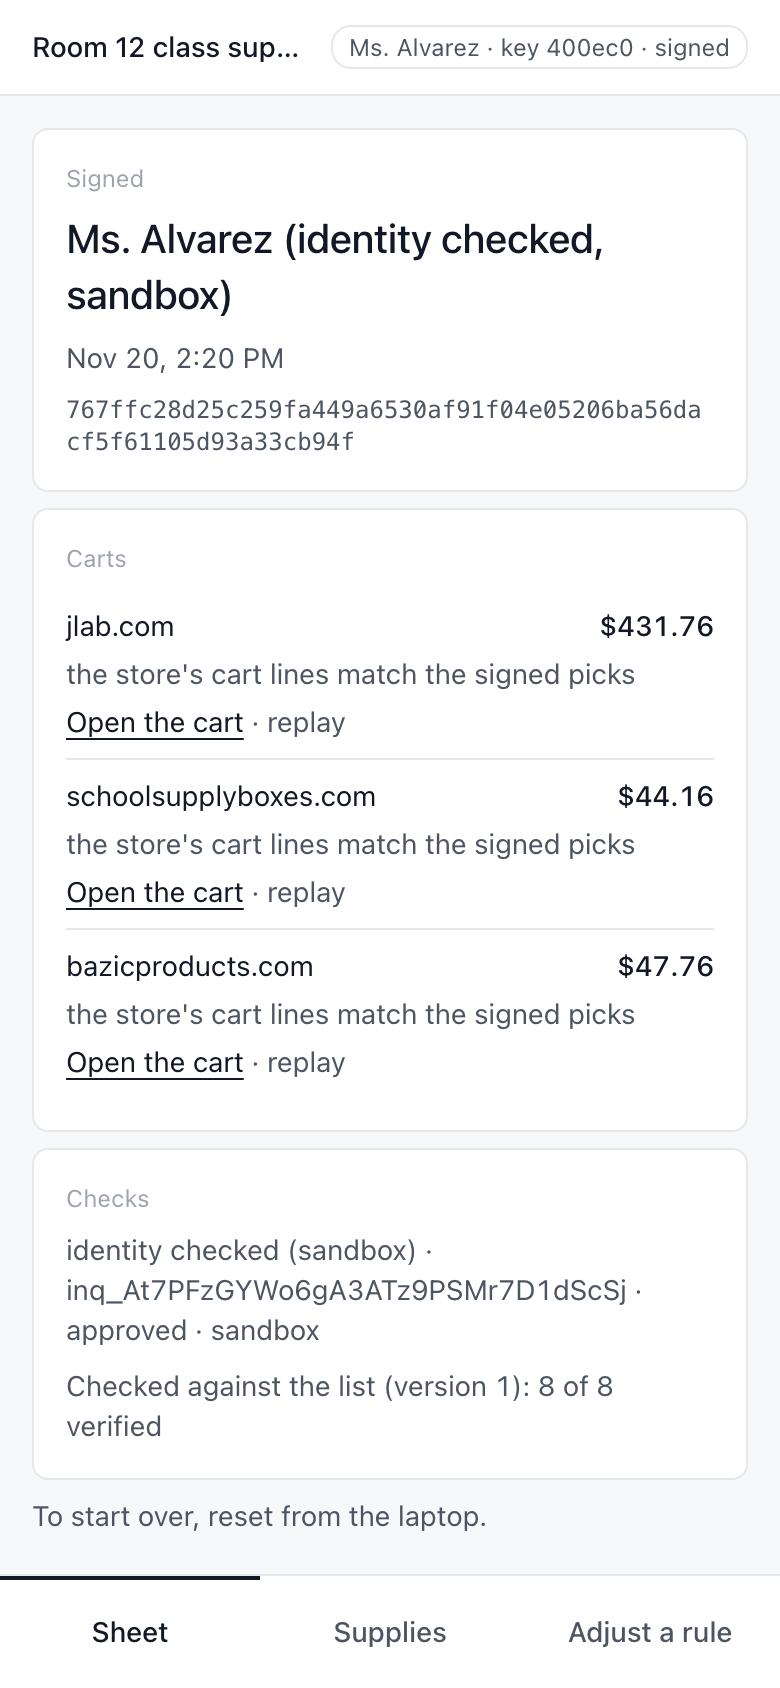 Room 12 class sup...
Ms. Alvarez · key 400ec0 · signed
Signed
Ms. Alvarez (identity checked,
sandbox)
Nov 20, 2:20 PM
767ffc28d25c259fa449a6530af91f04e05206ba56da
cf5f61105d93a33cb94f
Carts
jlab.com $431.76
the store's cart lines match the signed picks
Open the cart · replay
schoolsupplyboxes.com $44.16
the store's cart lines match the signed picks
Open the cart · replay
bazicproducts.com $47.76
the store's cart lines match the signed picks
Open the cart · replay
Checks
identity checked (sandbox) ·
inq_At7PFzGYWo6gA3ATz9PSMr7D1dScSj ·
approved · sandbox
Checked against the list (version 1): 8 of 8
verified
To start over, reset from the laptop.
Sheet
Supplies
Adjust a rule